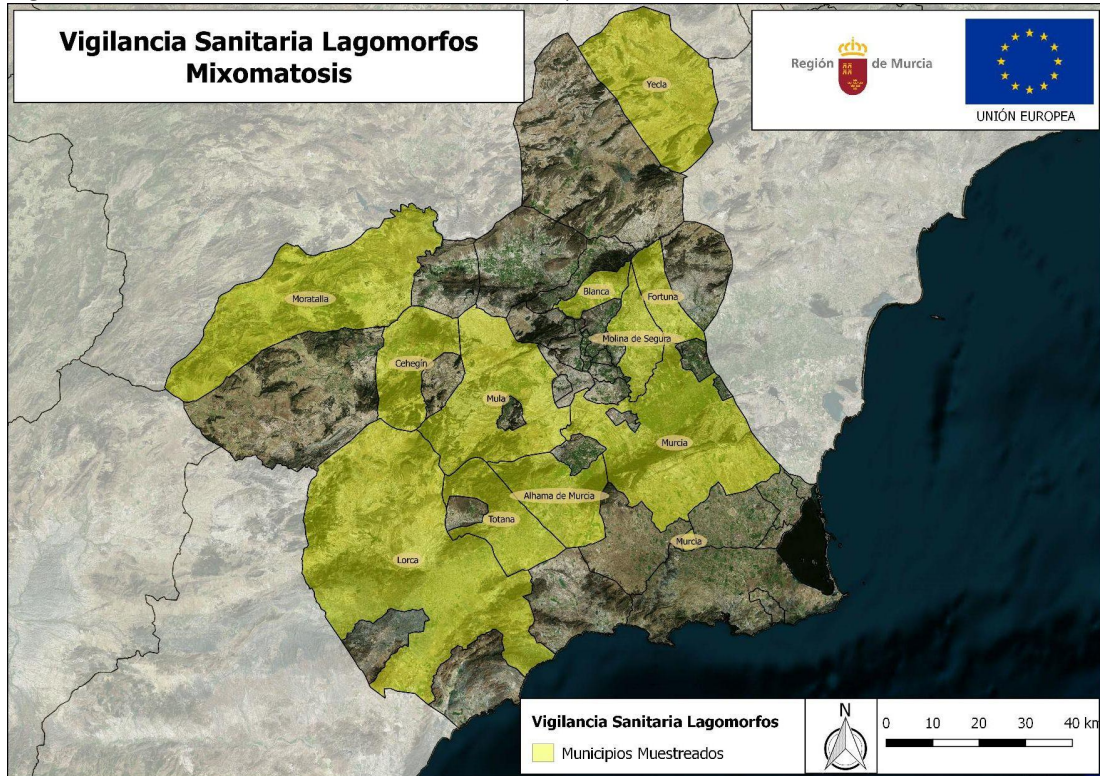 Vigilancia Sanitaria Lagomorfos
Mixomatosis
Región de Murcia
UNIÓN EUROPEA
Yecla
Moratalla
Blanca
Fortuna
Molina de Segura
Cehegín
Mula
Murcia
Alhama de Murcia
Totana
Murcia
Lorca
Vigilancia Sanitaria Lagomorfos
Municipios Muestreados
N
0 10 20 30 40 km